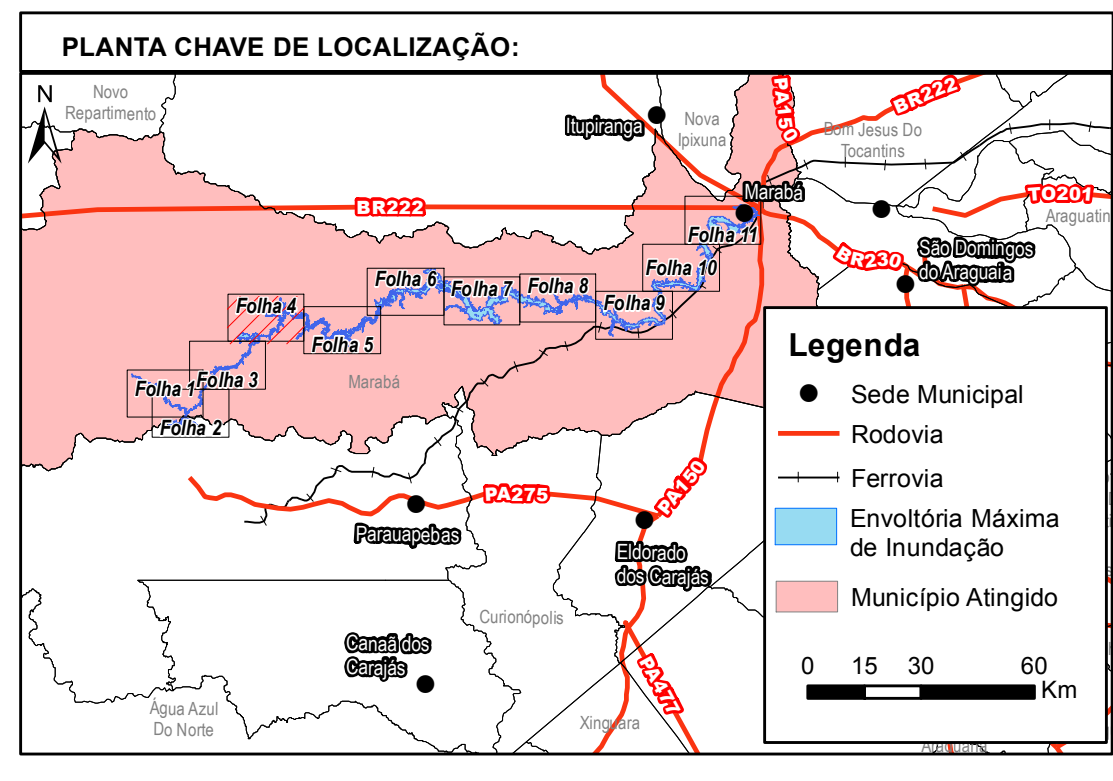 PLANTA CHAVE DE LOCALIZAÇÃO:
N
Novo
Repartimento
Itupiranga
Nova
Ipixuna
PA150
BR222
Bom Jesus Do
Tocantins
Marabá
BR222
TO201
Araguatin
BR230
São Domingos
do Araguaia
Folha 11
Folha 10
Folha 9
Folha 8
Folha 7
Folha 6
Folha 5
Folha 4
Folha 3
Folha 1
Folha 2
Marabá
PA150
PA275
Parauapebas
Eldorado
dos Carajás
Curionópolis
Canaã dos
Carajás
PA477
Água Azul
Do Norte
Xinguara
Legenda
Sede Municipal
Rodovia
Ferrovia
Envoltória Máxima
de Inundação
Município Atingido
0 15 30 60
Km